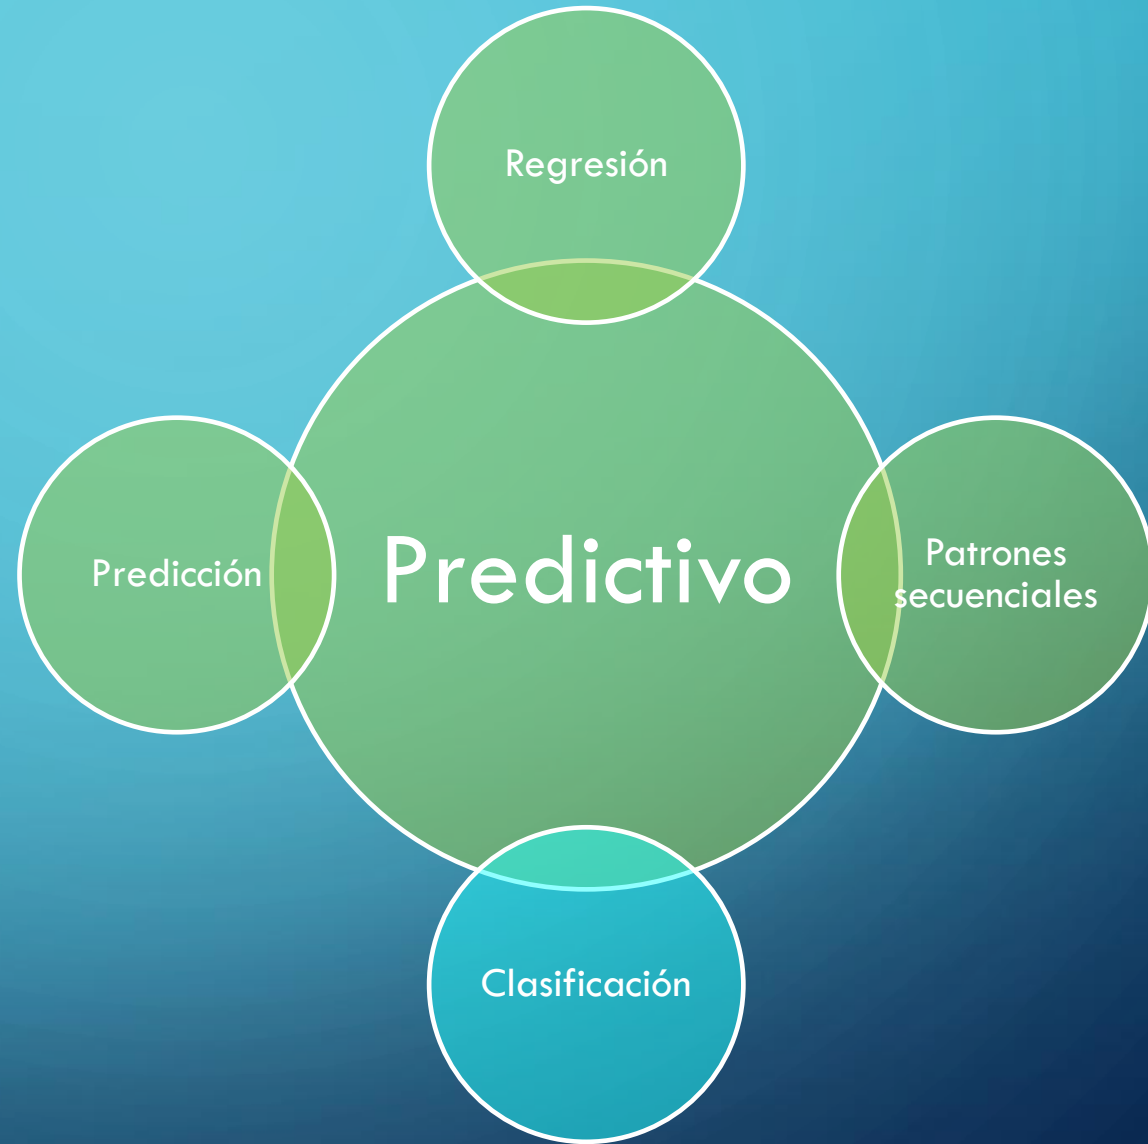 Regresión
Predicción
Predictivo
Patrones
secuenciales
Clasificación